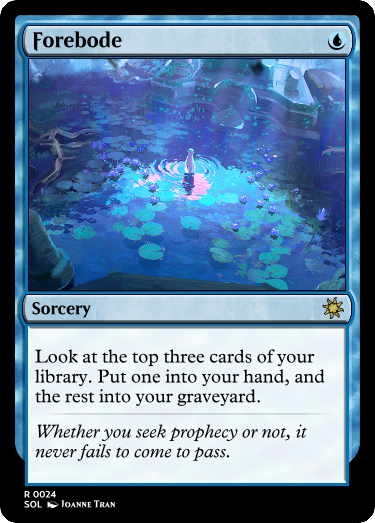 Forebode
Sorcery
Look at the top three cards of your
library. Put one into your hand, and
the rest into your graveyard.
Whether you seek prophecy or not, it
never fails to come to pass.
R 0024
SOL Joanne Tran